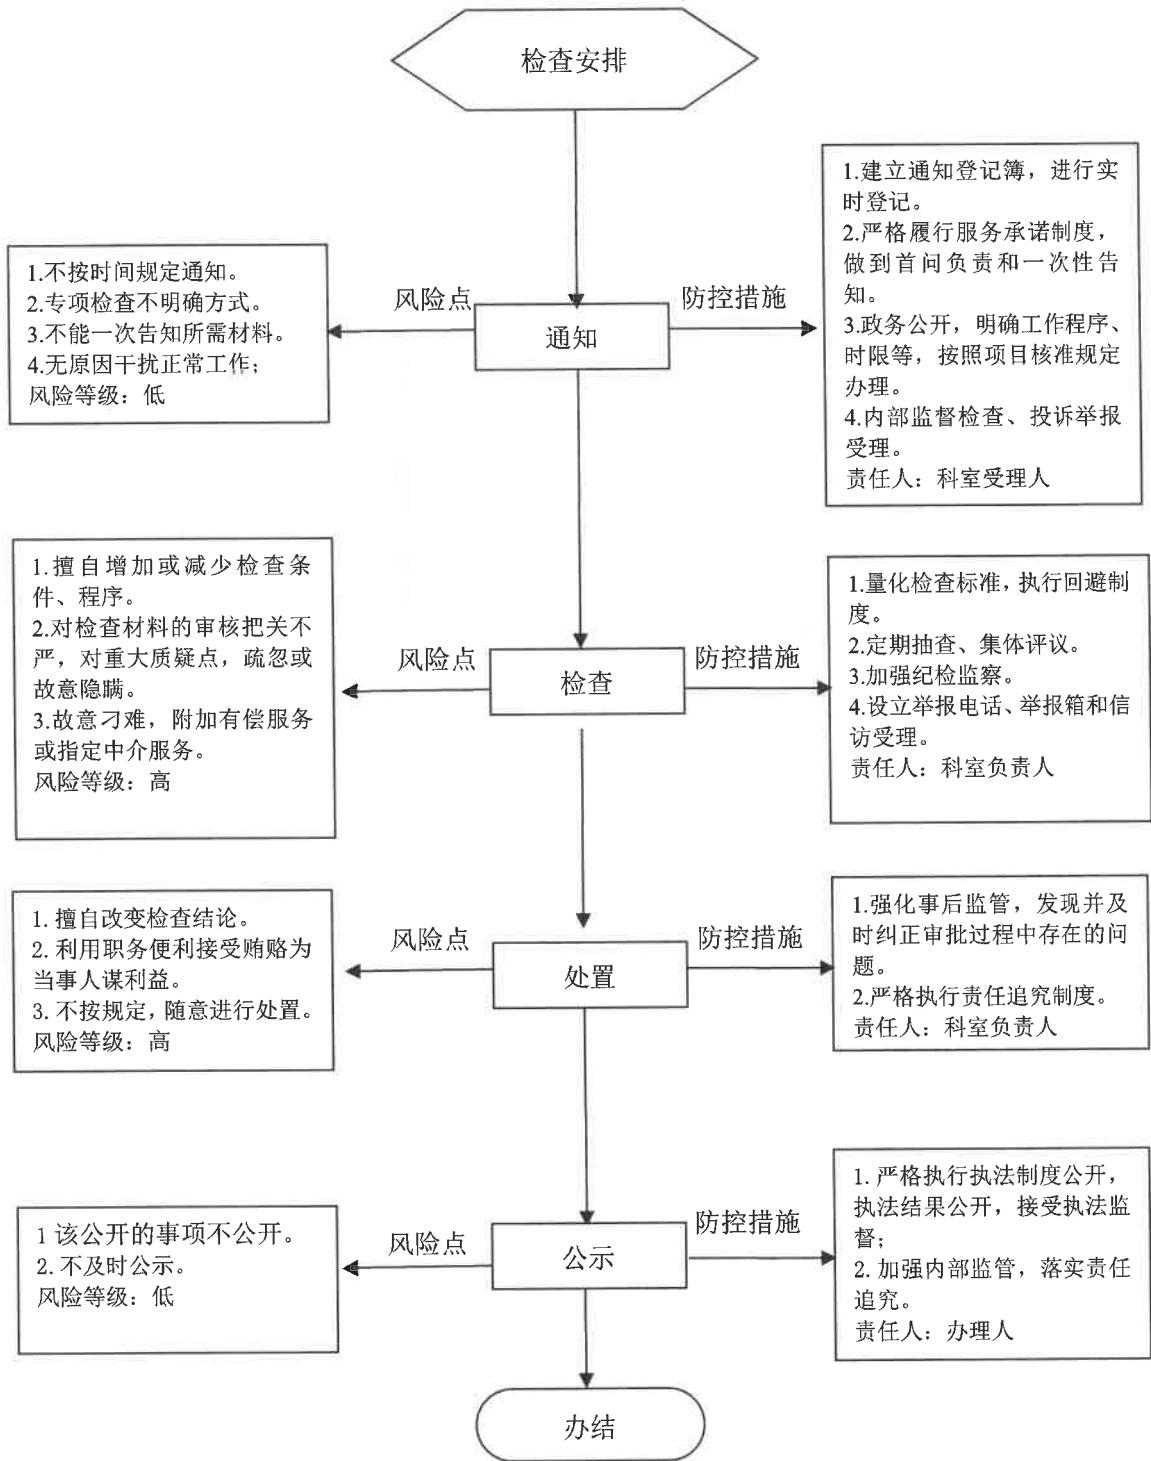 检查安排
1.不按时间规定通知。
2.专项检查不明确方式。
3.不能一次告知所需材料。
4.无原因干扰正常工作；
风险等级：低
风险点
通知
防控措施
1.建立通知登记簿，进行实
时登记。
2.严格履行服务承诺制度，
做到首问负责和一次性告
知。
3.政务公开，明确工作程序、
时限等，按照项目核准规定
办理。
4.内部监督检查、投诉举报
受理。
责任人：科室受理人
1.擅自增加或减少检查条
件、程序。
2.对检查材料的审核把关不
严，对重大质疑点，疏忽或
故意隐瞒。
3.故意刁难，附加有偿服务
或指定中介服务。
风险等级：高
风险点
检查
防控措施
1.量化检查标准，执行回避制
度。
2.定期抽查、集体评议。
3.加强纪检监察。
4.设立举报电话、举报箱和信
访受理。
责任人：科室负责人
1. 擅自改变检查结论。
2. 利用职务便利接受贿赂为
当事人谋利益。
3. 不按规定，随意进行处置。
风险等级：高
风险点
处置
防控措施
1.强化事后监管，发现并及
时纠正审批过程中存在的问
题。
2.严格执行责任追究制度。
责任人：科室负责人
1 该公开的事项不公开。
2. 不及时公示。
风险等级：低
风险点
公示
防控措施
1. 严格执行执法制度公开，
执法结果公开，接受执法监
督；
2. 加强内部监管，落实责任
追究。
责任人：办理人
办结